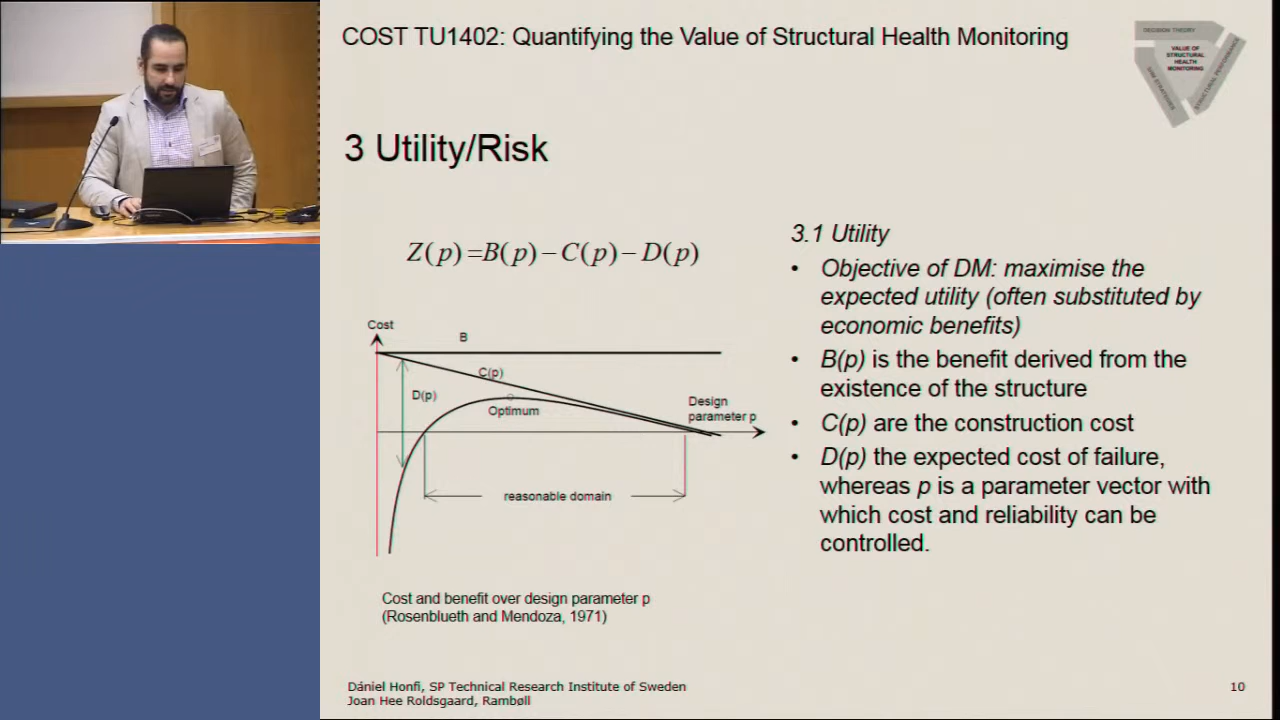 COST TU1402: Quantifying the Value of Structural Health Monitoring
DECISION THEORY
VALUE OF
STRUCTURAL
HEALTH
MONITORING
SHM STRATEGIES
STRUCTURAL PERFORMANCE
3 Utility/Risk
Z(p)=B(p)−C(p)−D(p)
Cost
B
C(p)
D(p)
Optimum
Design
parameter p
reasonable domain
Cost and benefit over design parameter p
(Rosenblueth and Mendoza, 1971)
3.1 Utility
• Objective of DM: maximise the
expected utility (often substituted by
economic benefits)
• B(p) is the benefit derived from the
existence of the structure
• C(p) are the construction cost
• D(p) the expected cost of failure,
whereas p is a parameter vector with
which cost and reliability can be
controlled.
Dániel Honfi, SP Technical Research Institute of Sweden
Joan Hee Roldsgaard, Rambøll
10